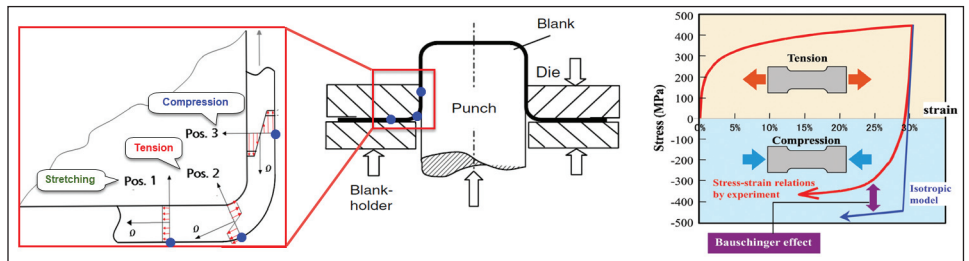 Compression
Pos. 3
Tension
Stretching
Pos. 1
Pos. 2
σ
σ
σ
Blank
Die
Punch
Blank-
holder
500
400
300
200
100
0
-100
-200
-300
-400
-500
Stress (MPa)
Tension
strain
0%
5%
10%
15%
20%
25%
30%
Compression
Stress-strain relations
by experiment
Isotropic
model
Bauschinger effect